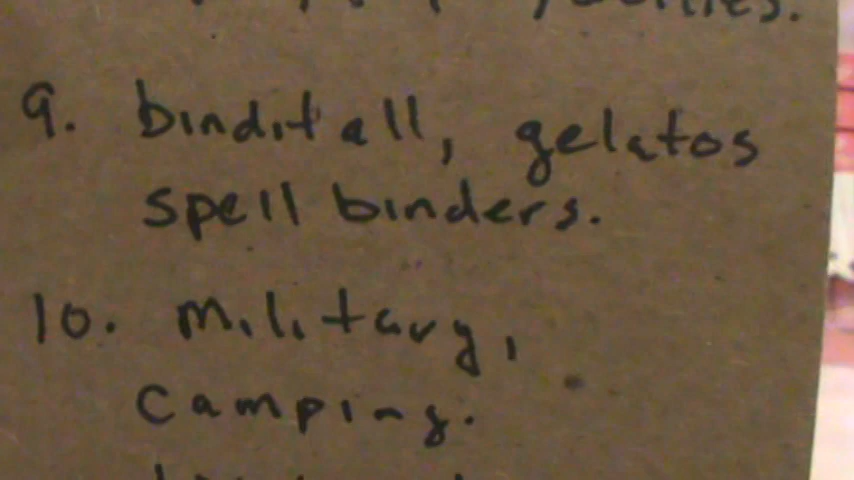 9. bindit all, gelatos
spell binders.
10. military,
camping.